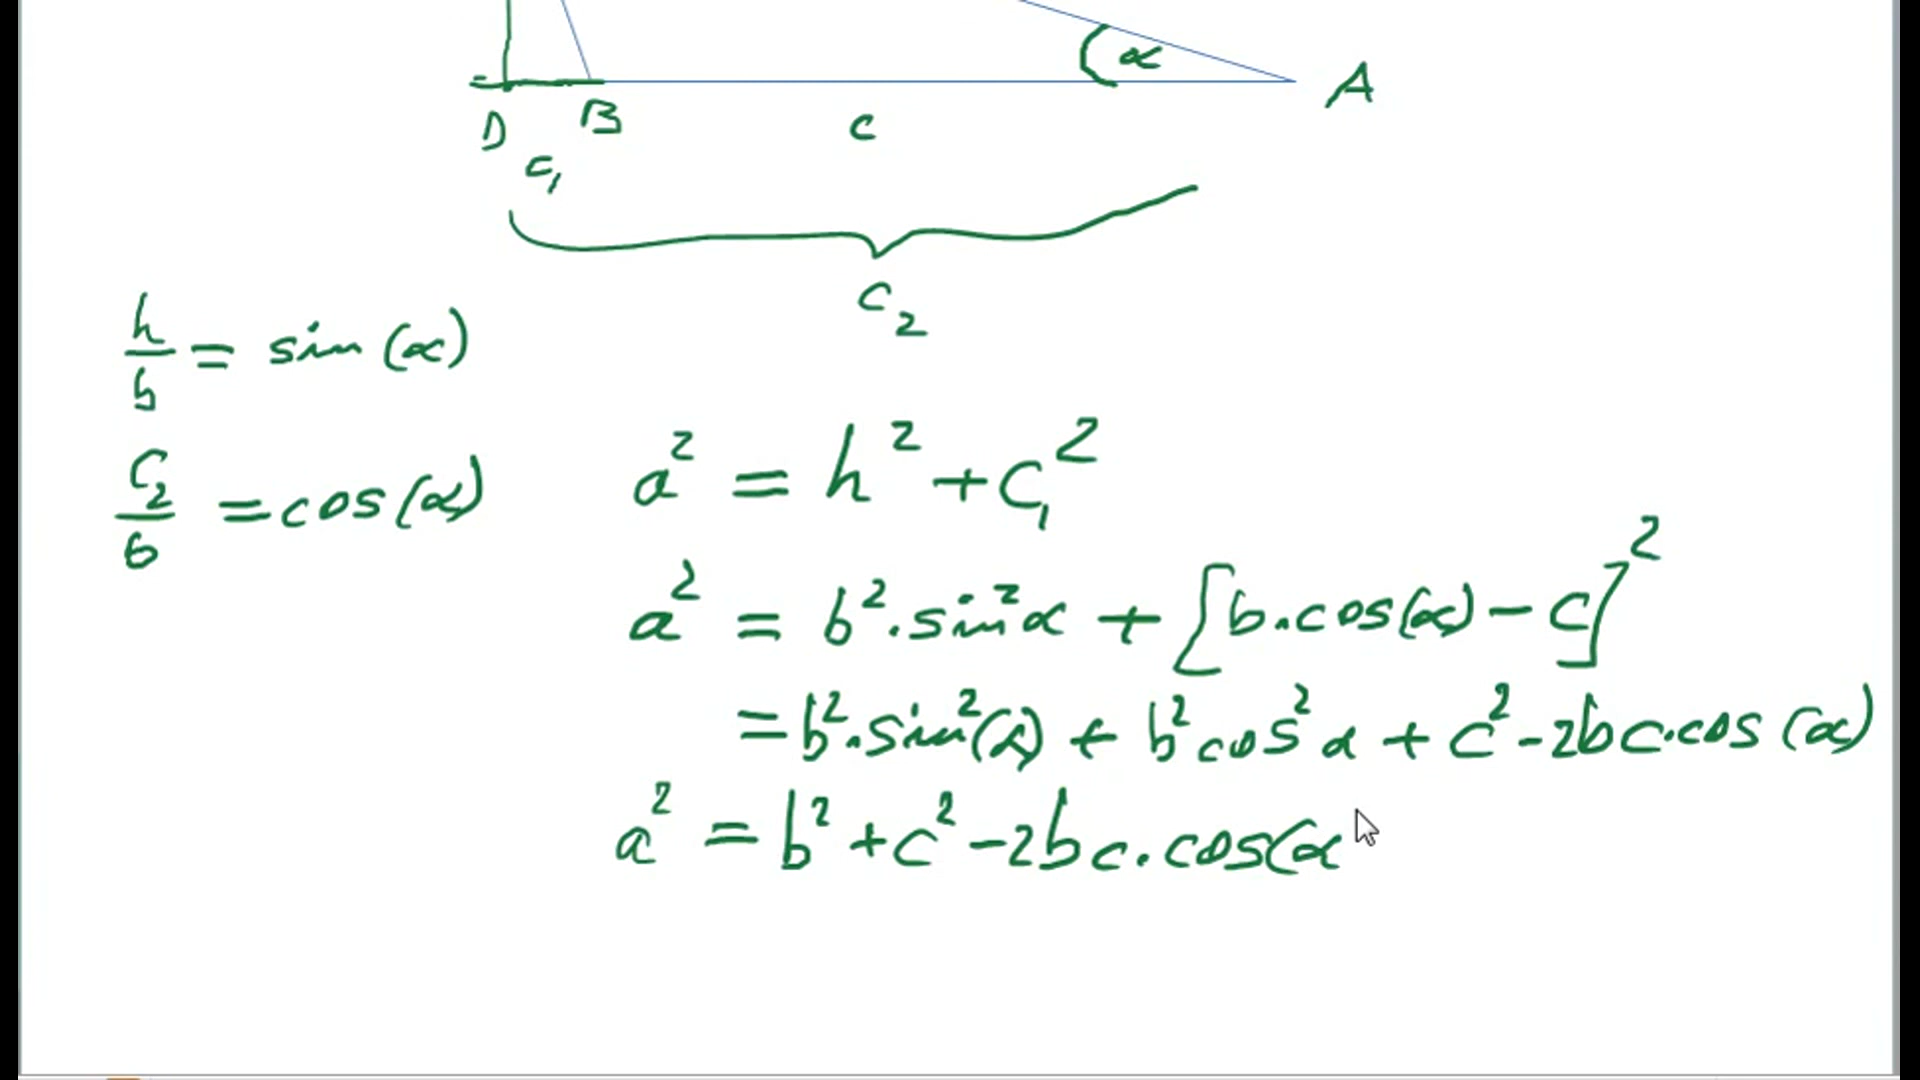 α A
D B c
c₁
c₂
h/b = sin(α)
c₂/b = cos(α)
a² = h² + c₁²
a² = b².sin²α + [b.cos(α) - c]²
= b².sin²(α) + b²cos²α + c² - 2bc.cos(α)
a² = b² + c² - 2bc.cos(α